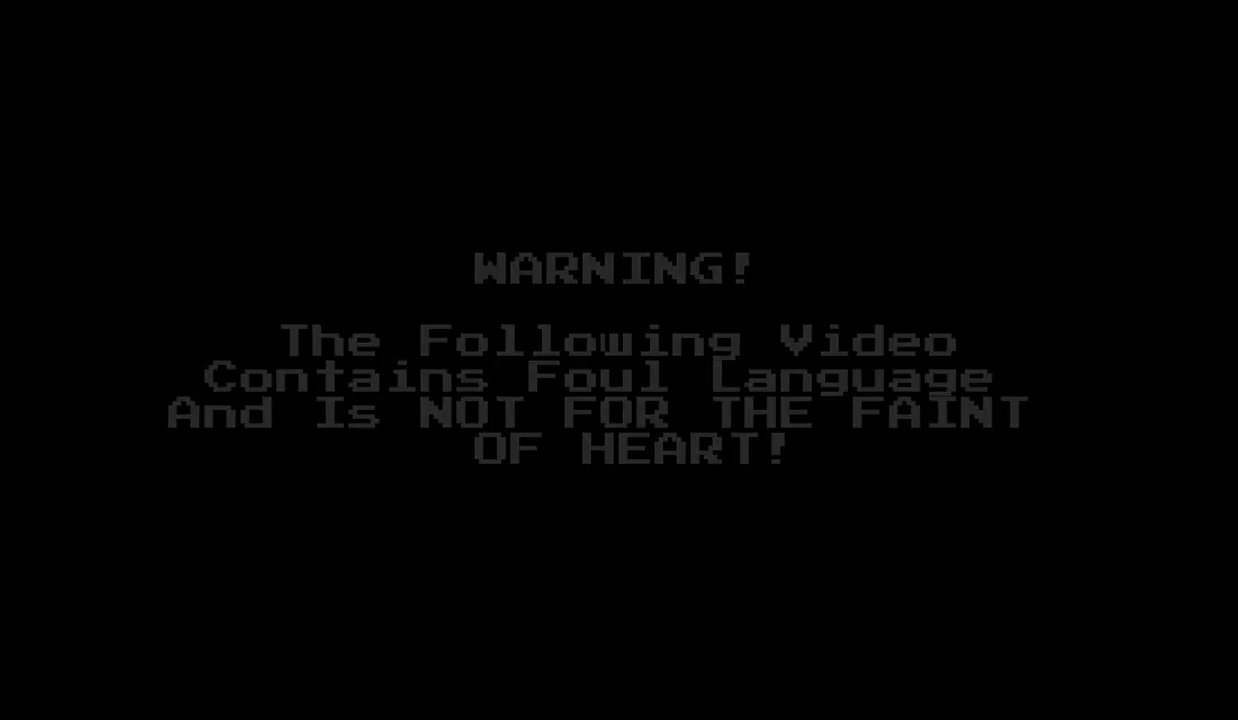 WARNING!
The Following Video
Contains Foul Language
And Is NOT FOR THE FAINT
OF HEART!